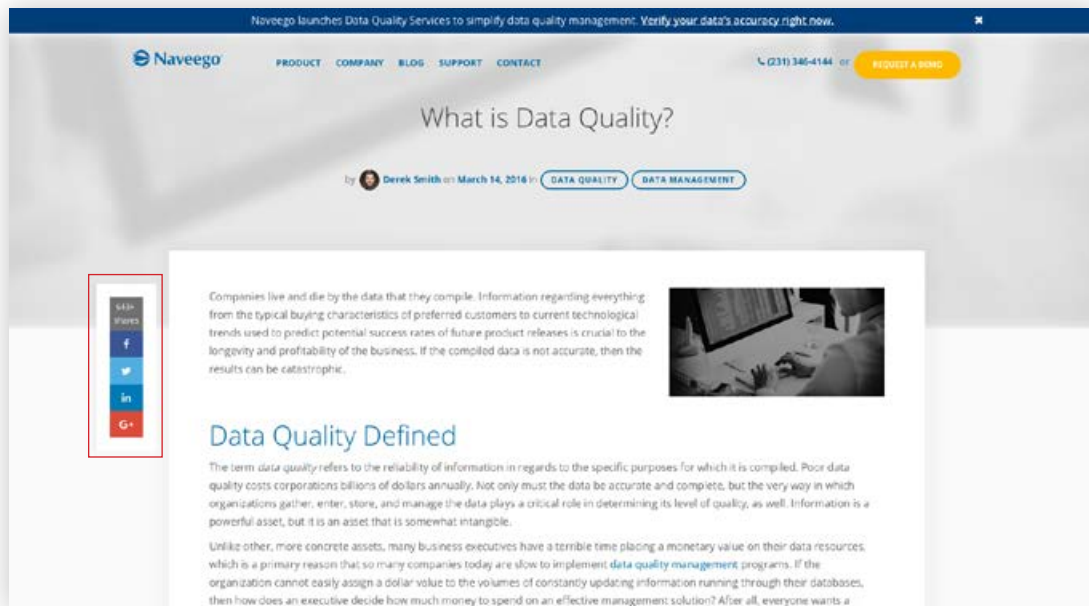 Naveego launches Data Quality Services to simplify data quality management. Verify your data's accuracy right now.
Naveego
PRODUCT COMPANY BLOG SUPPORT CONTACT
(231) 346-4144 or
REQUEST A DEMO
What is Data Quality?
by Derek Smith on March 14, 2016 in DATA QUALITY DATA MANAGEMENT
shares
f
in
G+
Companies live and die by the data that they compile. Information regarding everything
from the typical buying characteristics of preferred customers to current technological
trends used to predict potential success rates of future product releases is crucial to the
longevity and profitability of the business. If the compiled data is not accurate, then the
results can be catastrophic.
Data Quality Defined
The term data quality refers to the reliability of information in regards to the specific purposes for which it is compiled. Poor data
quality costs corporations billions of dollars annually. Not only must the data be accurate and complete, but the very way in which
organizations gather, enter, store, and manage the data plays a critical role in determining its level of quality, as well. Information is a
powerful asset, but it is an asset that is somewhat intangible.
Unlike other, more concrete assets, many business executives have a terrible time placing a monetary value on their data resources,
which is a primary reason that so many companies today are slow to implement data quality management programs. If the
organization cannot easily assign a dollar value to the volumes of constantly updating information running through their databases,
then how does an executive decide how much money to spend on an effective management solution? After all, everyone wants a